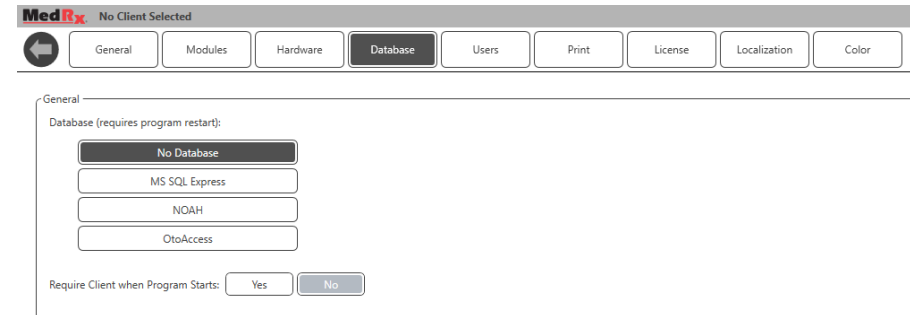 MedRx. No Client Selected
General Modules Hardware Database Users Print License Localization Color
General
Database (requires program restart):
No Database
MS SQL Express
NOAH
OtoAccess
Require Client when Program Starts: Yes No